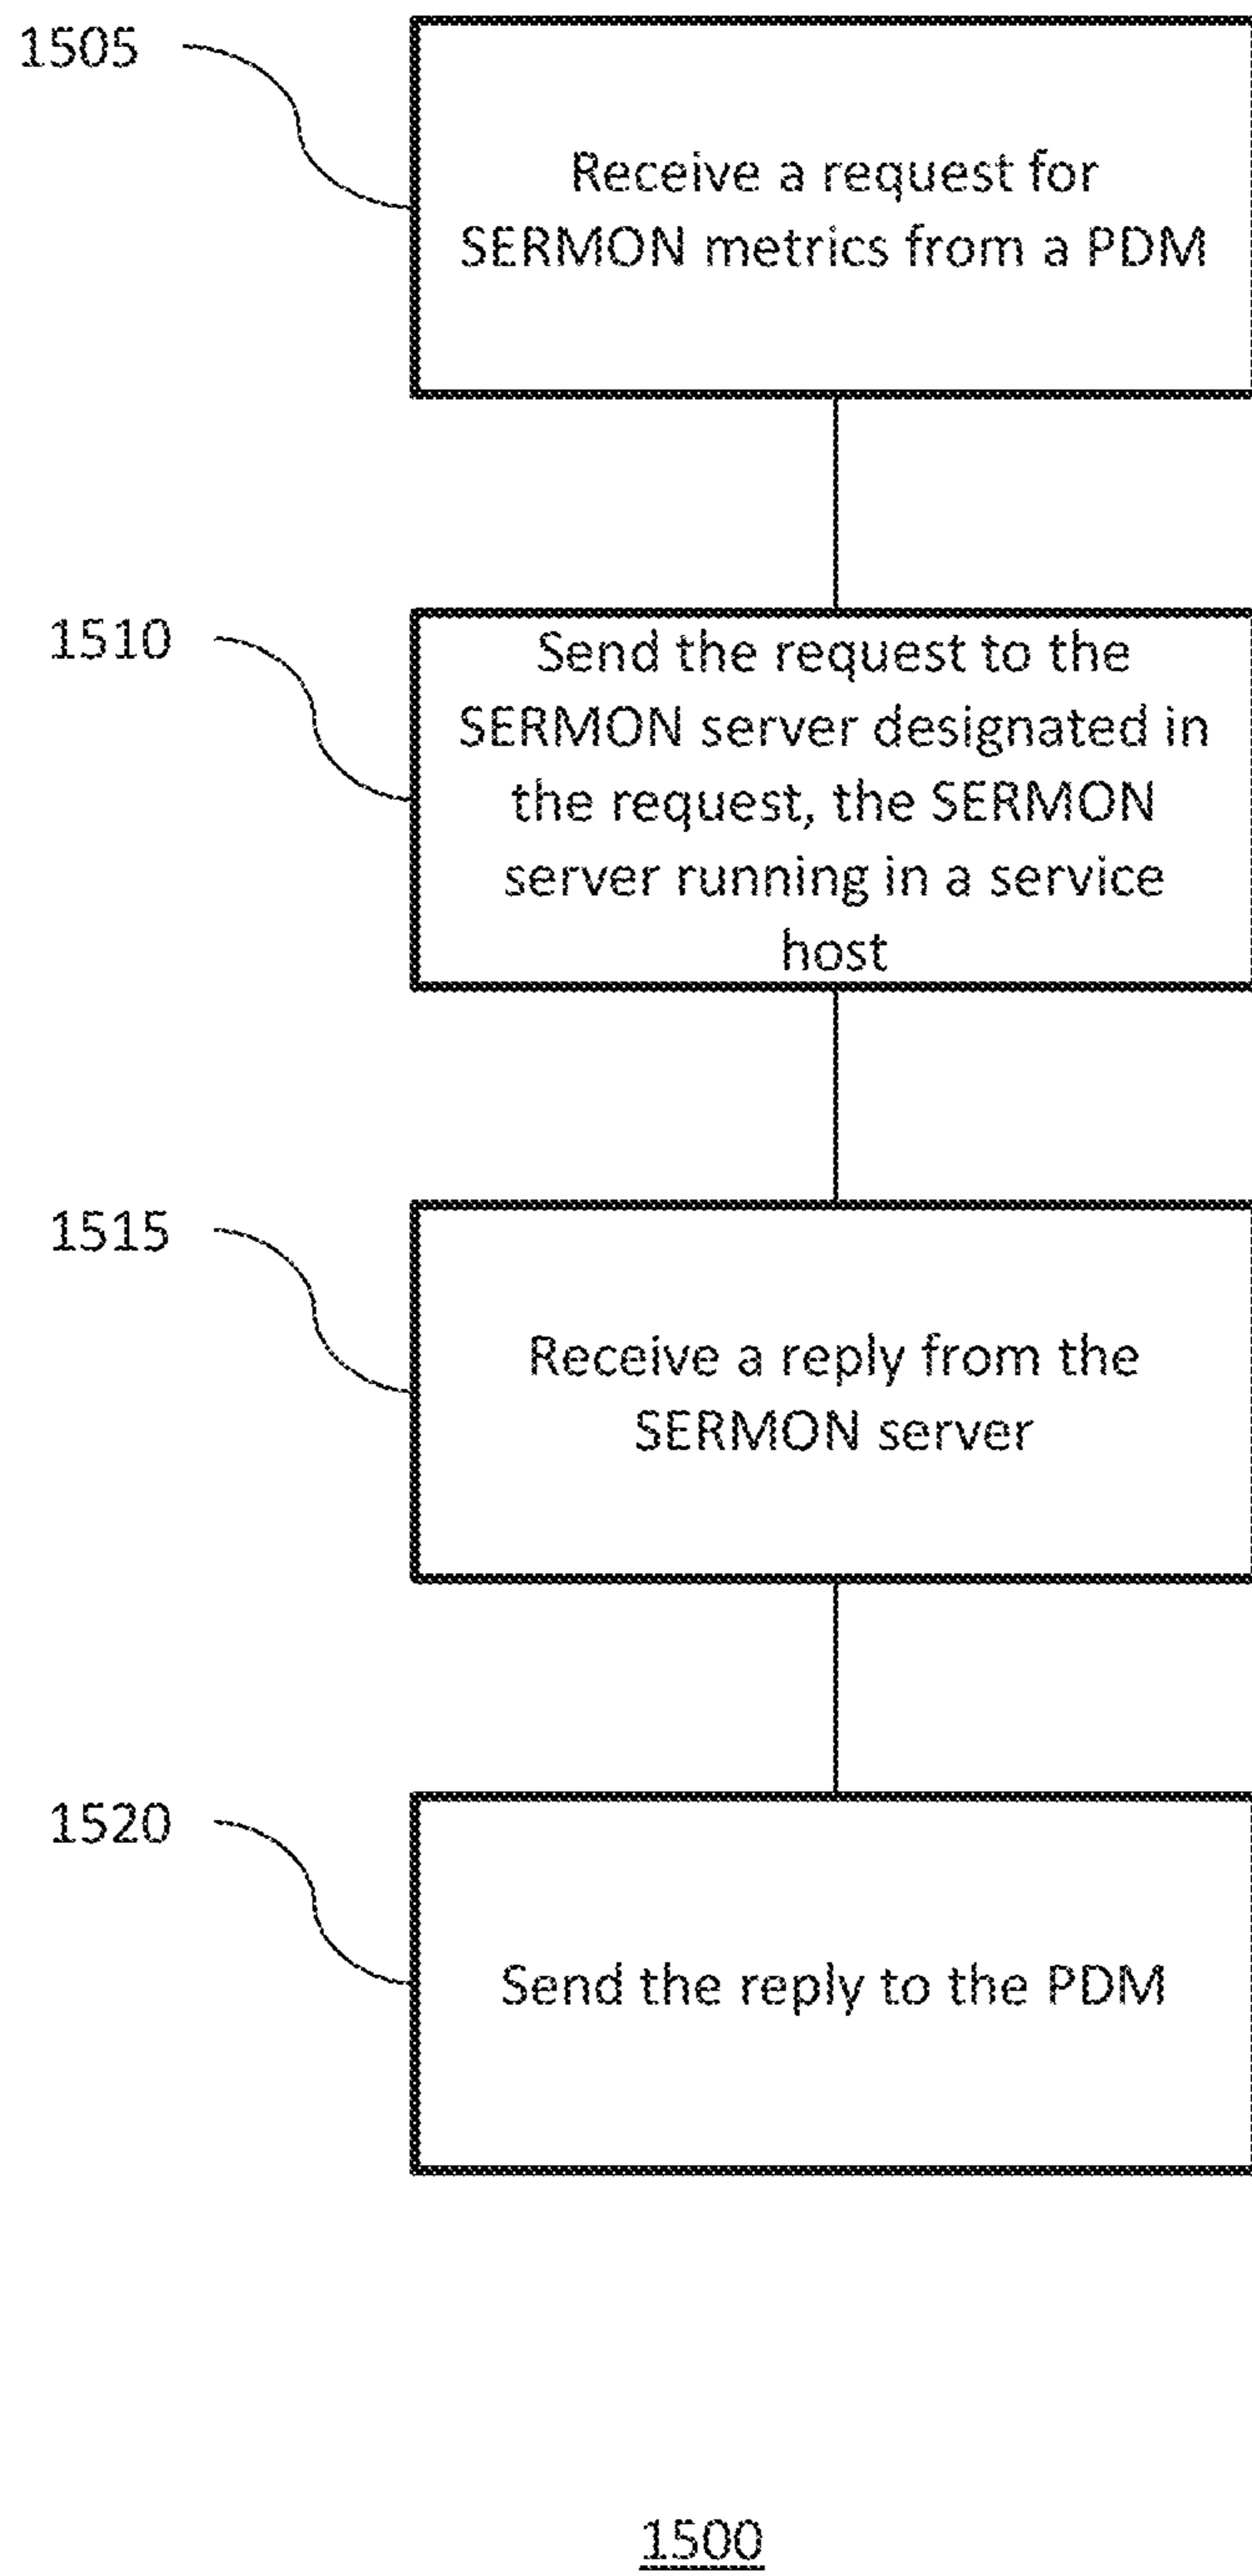 1505
Receive a request for
SERMON metrics from a PDM
1510
Send the request to the
SERMON server designated in
the request, the SERMON
server running in a service
host
1515
Receive a reply from the
SERMON server
1520
Send the reply to the PDM
1500